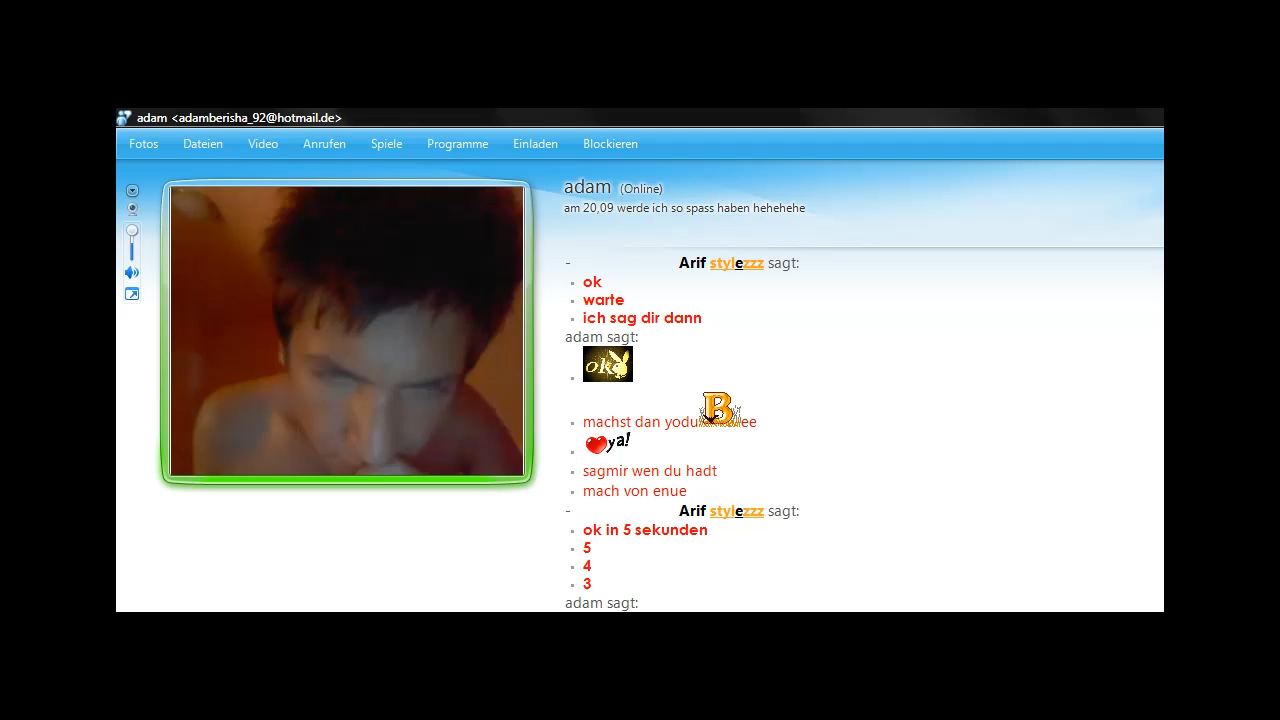 adam <adamberisha_92@hotmail.de>
Fotos Dateien Video Anrufen Spiele Programme Einladen Blockieren
adam (Online)
am 20,09 werde ich so spass haben hehehehe
- Arif stylezzz sagt:
ok
warte
ich sag dir dann
adam sagt:
ok
B
machst dan
ya!
sagmir wen du hadt
mach von enue
- Arif stylezzz sagt:
ok in 5 sekunden
5
4
3
adam sagt: